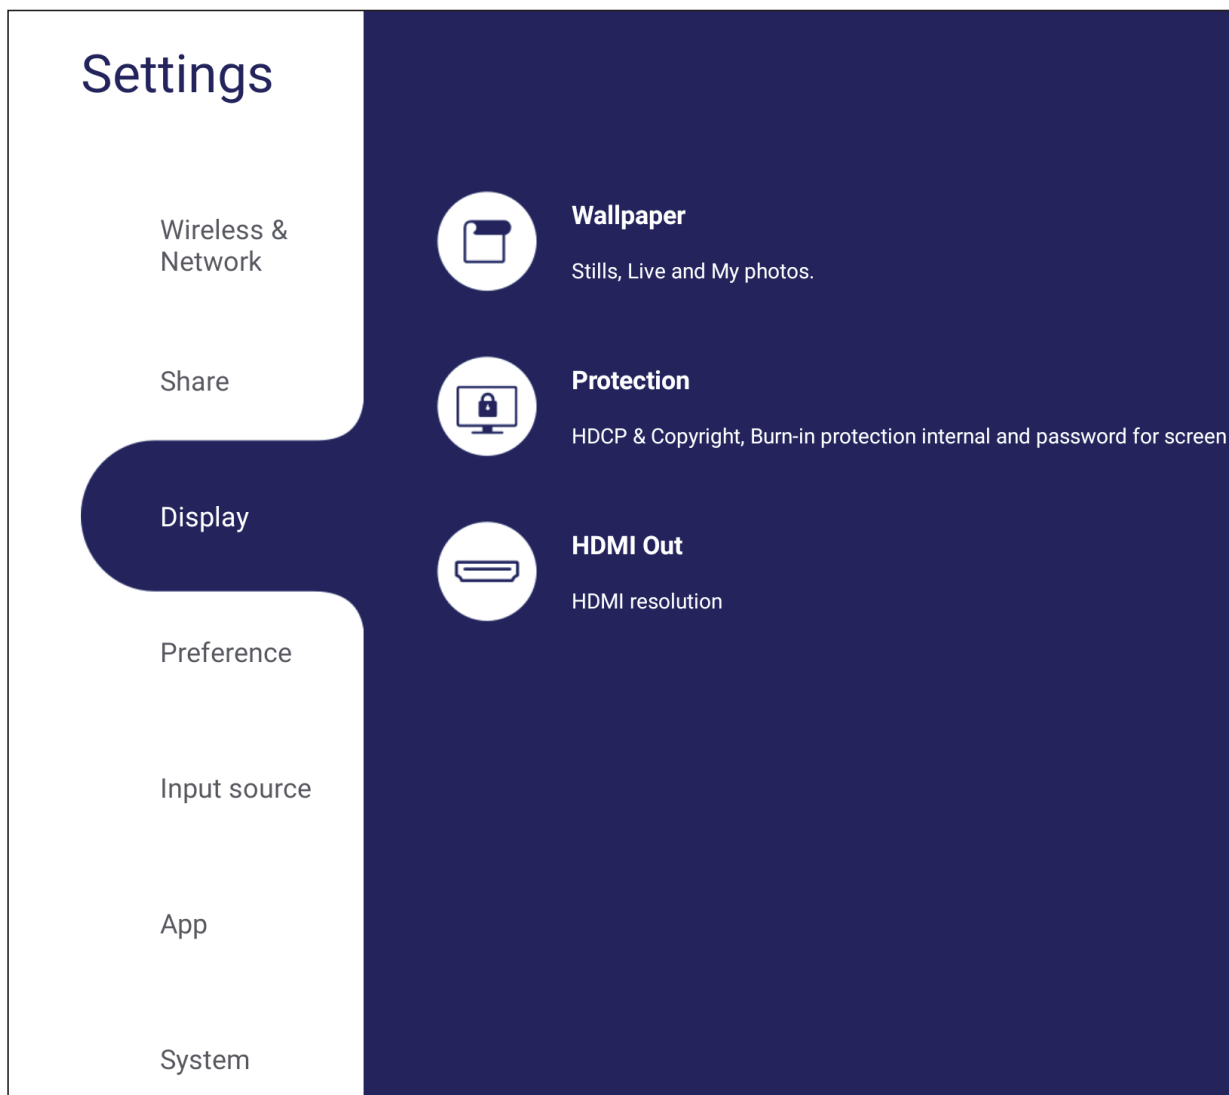 Settings
Wireless &
Network
Share
Display
Preference
Input source
App
System
Wallpaper
Stills, Live and My photos.
Protection
HDCP & Copyright, Burn-in protection internal and password for screen
HDMI Out
HDMI resolution